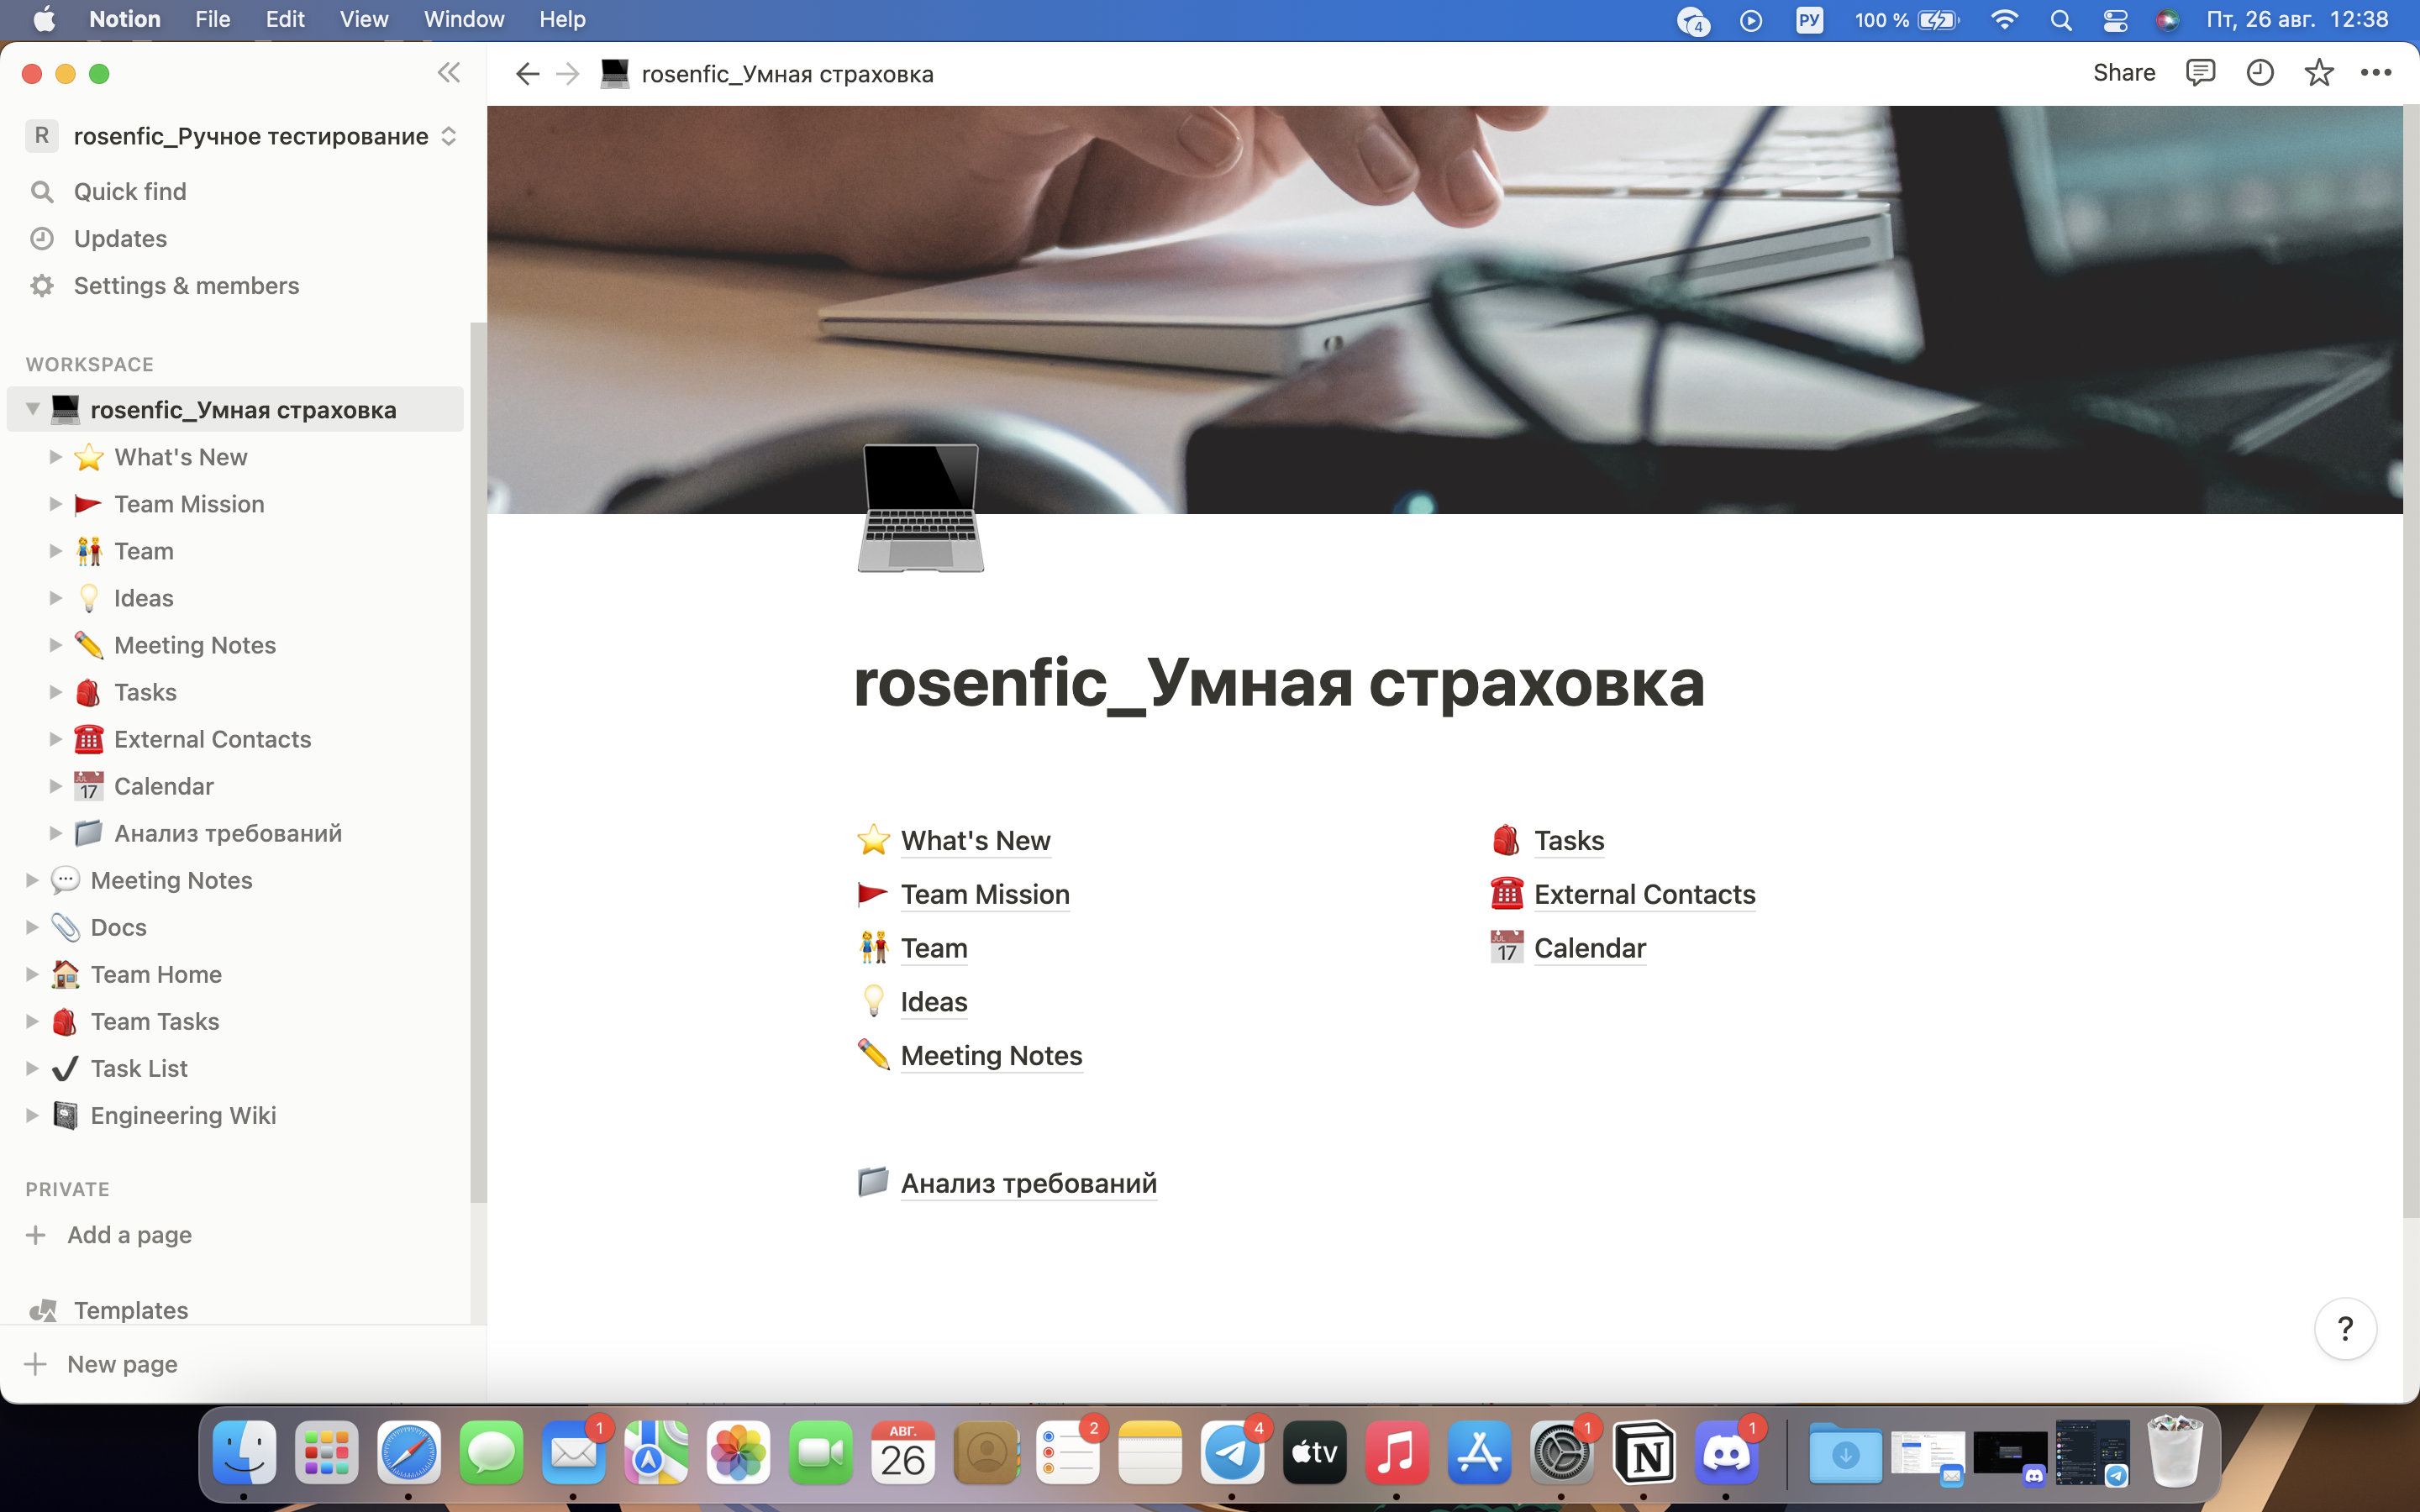 Notion File Edit View Window Help
4 РУ 100 % Пт, 26 авг. 12:38
rosenfic_Умная страховка
Share
R rosenfic_Ручное тестирование
Quick find
Updates
Settings & members
WORKSPACE
rosenfic_Умная страховка
What's New
Team Mission
Team
Ideas
Meeting Notes
Tasks
External Contacts
JUL 17 Calendar
Анализ требований
Meeting Notes
Docs
Team Home
Team Tasks
Task List
Engineering Wiki
PRIVATE
Add a page
Templates
New page
rosenfic_Умная страховка
What's New
Team Mission
Team
Ideas
Meeting Notes
Tasks
External Contacts
JUL 17 Calendar
Анализ требований
?
1 АВГ. 26 2 4 tv 1 N 1